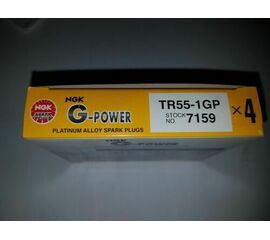 NGK
NGK
G-POWER
PLATINUM ALLOY SPARK PLUGS
TR55-1GP
STOCK NO. 7159
×4